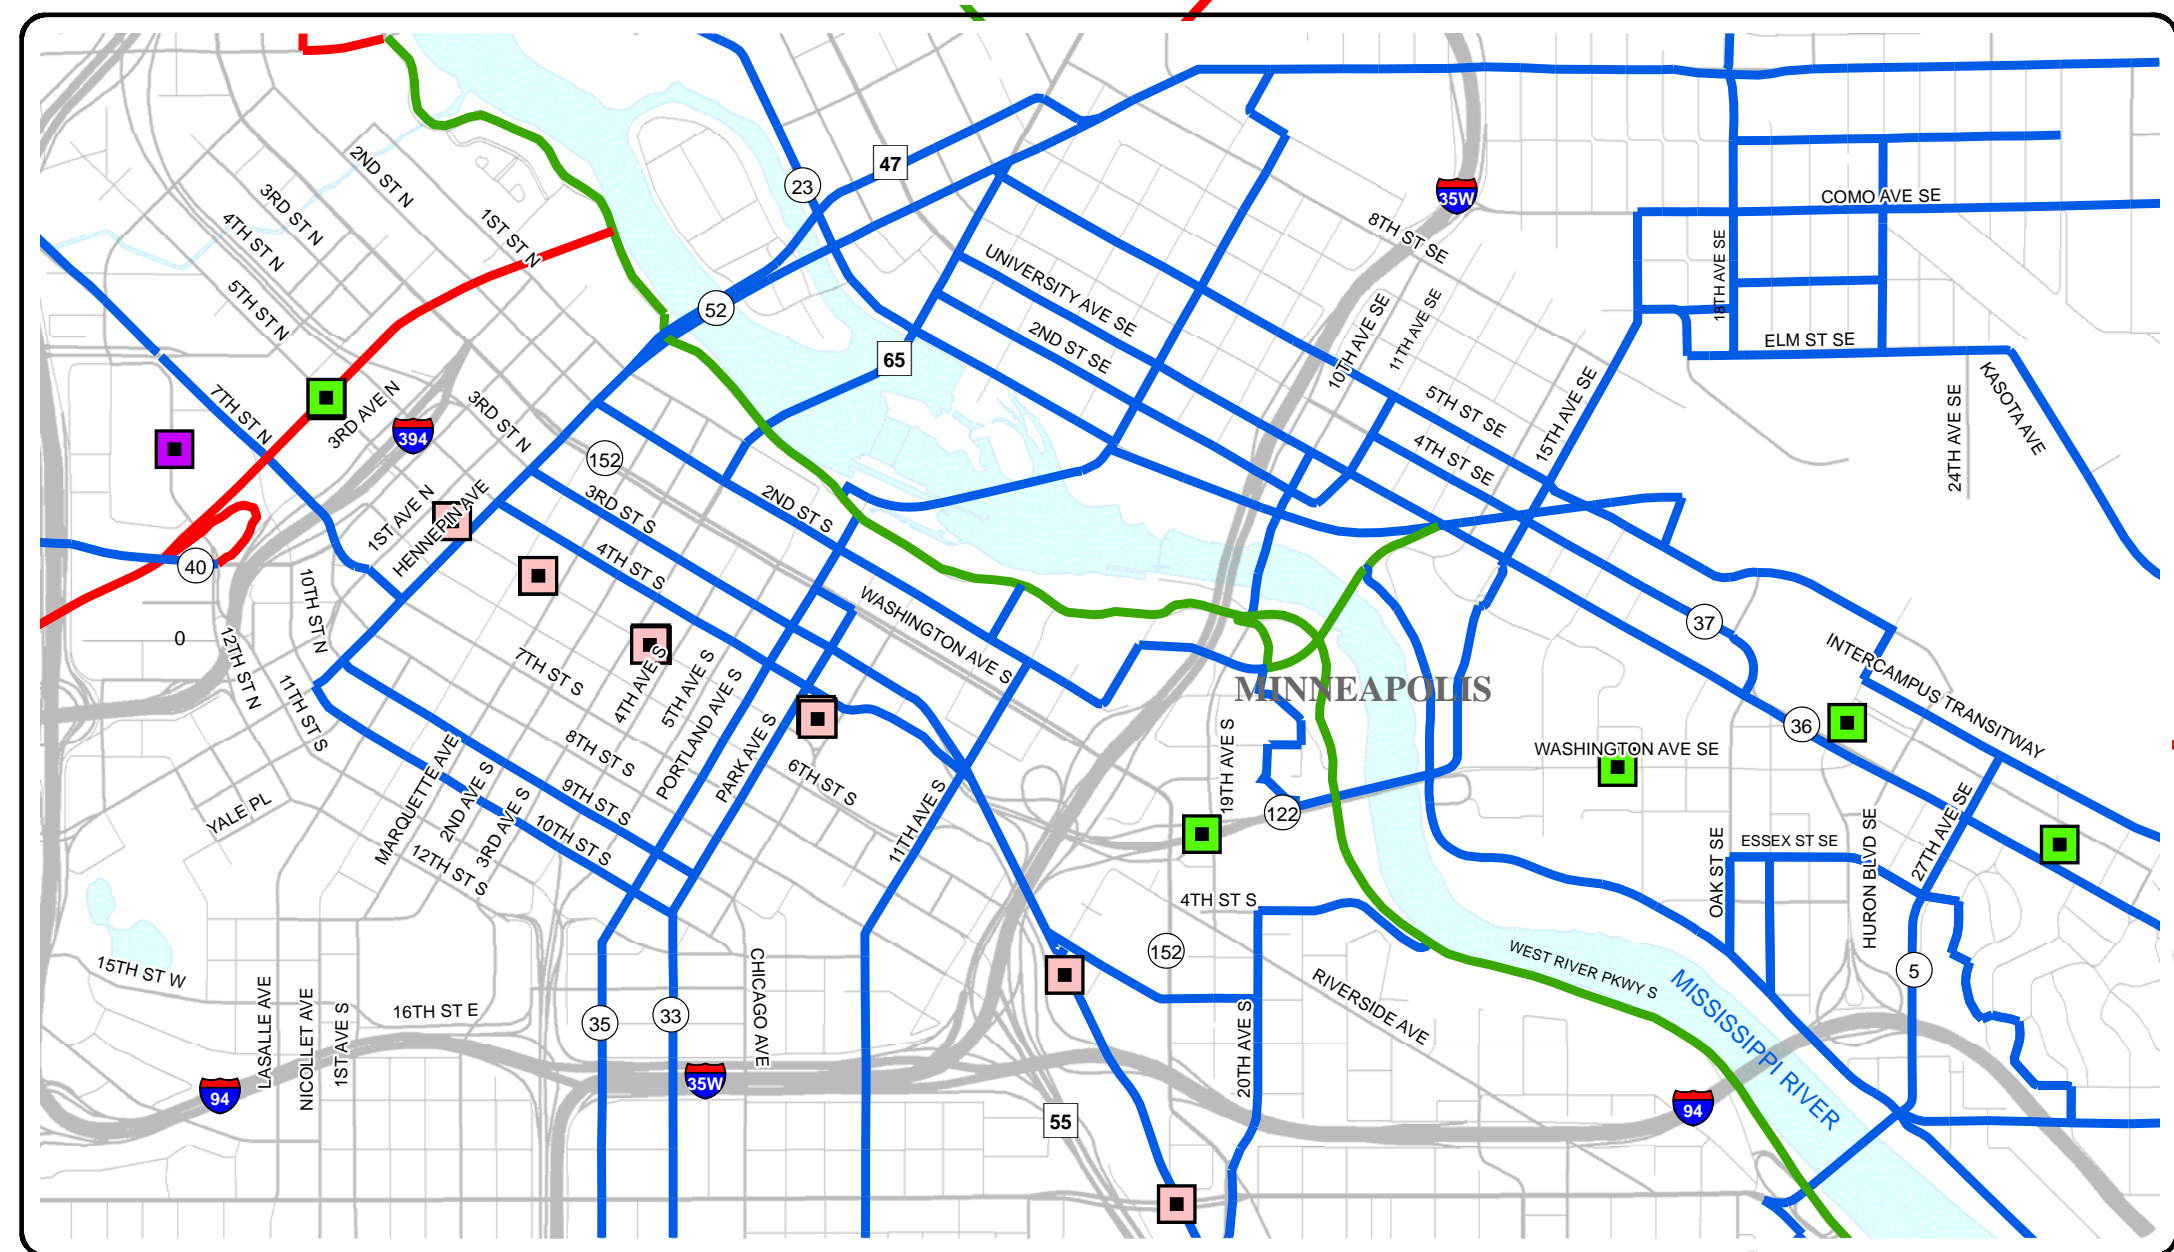 47
23
35W
COMO AVE SE
2ND ST N
3RD ST N
4TH ST N
1ST ST N
8TH ST SE
18TH AVE SE
UNIVERSITY AVE SE
5TH ST N
52
2ND ST SE
10TH AVE SE
11TH AVE SE
ELM ST SE
65
KASOTA AVE
7TH ST N
3RD AVE N
394
3RD ST N
152
5TH ST SE
15TH AVE SE
4TH ST SE
24TH AVE SE
1ST AVE N
HENNEPIN AVE
3RD ST S
2ND ST S
40
10TH ST N
4TH ST S
WASHINGTON AVE S
37
0
12TH ST N
INTERCAMPUS TRANSITWAY
11TH ST S
7TH ST S
4TH AVE S
5TH AVE S
PORTLAND AVE S
MINNEAPOLIS
36
8TH ST S
PARK AVE S
19TH AVE S
WASHINGTON AVE SE
MARQUETTE AVE
2ND AVE S
3RD AVE S
9TH ST S
6TH ST S
11TH AVE S
122
YALE PL
10TH ST S
12TH ST S
OAK ST SE
ESSEX ST SE
HURON BLVD SE
27TH AVE SE
4TH ST S
152
WEST RIVER PKWY S
5
15TH ST W
LASALLE AVE
NICOLLET AVE
1ST AVE S
16TH ST E
35
33
CHICAGO AVE
20TH AVE S
RIVERSIDE AVE
MISSISSIPPI RIVER
94
35W
55
94